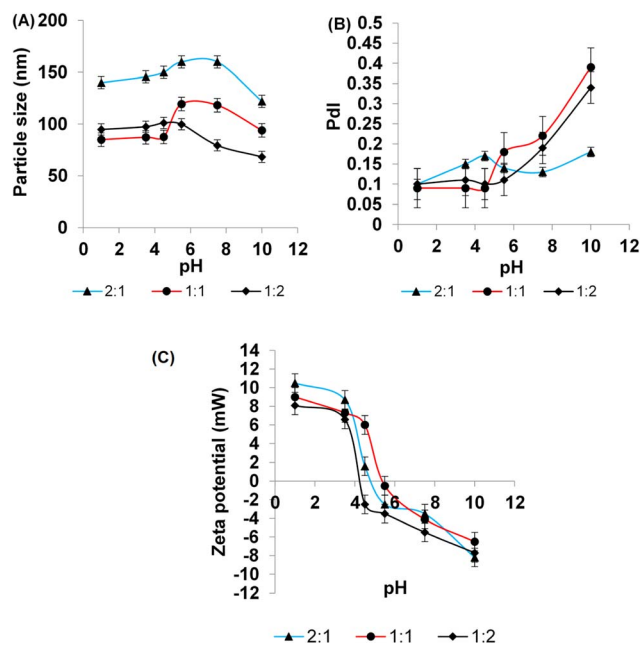 (A)
200
150
100
50
0
Particle size (nm)
0 2 4 6 8 10 12
pH
2:1 1:1 1:2
(B)
0.5
0.45
0.4
0.35
0.3
0.25
0.2
0.15
0.1
0.05
0
PdI
0 2 4 6 8 10 12
pH
2:1 1:1 1:2
(C)
14
12
10
8
6
4
2
0
-2
-4
-6
-8
-10
-12
Zeta potential (mW)
0 2 4 6 8 10 12
pH
2:1 1:1 1:2